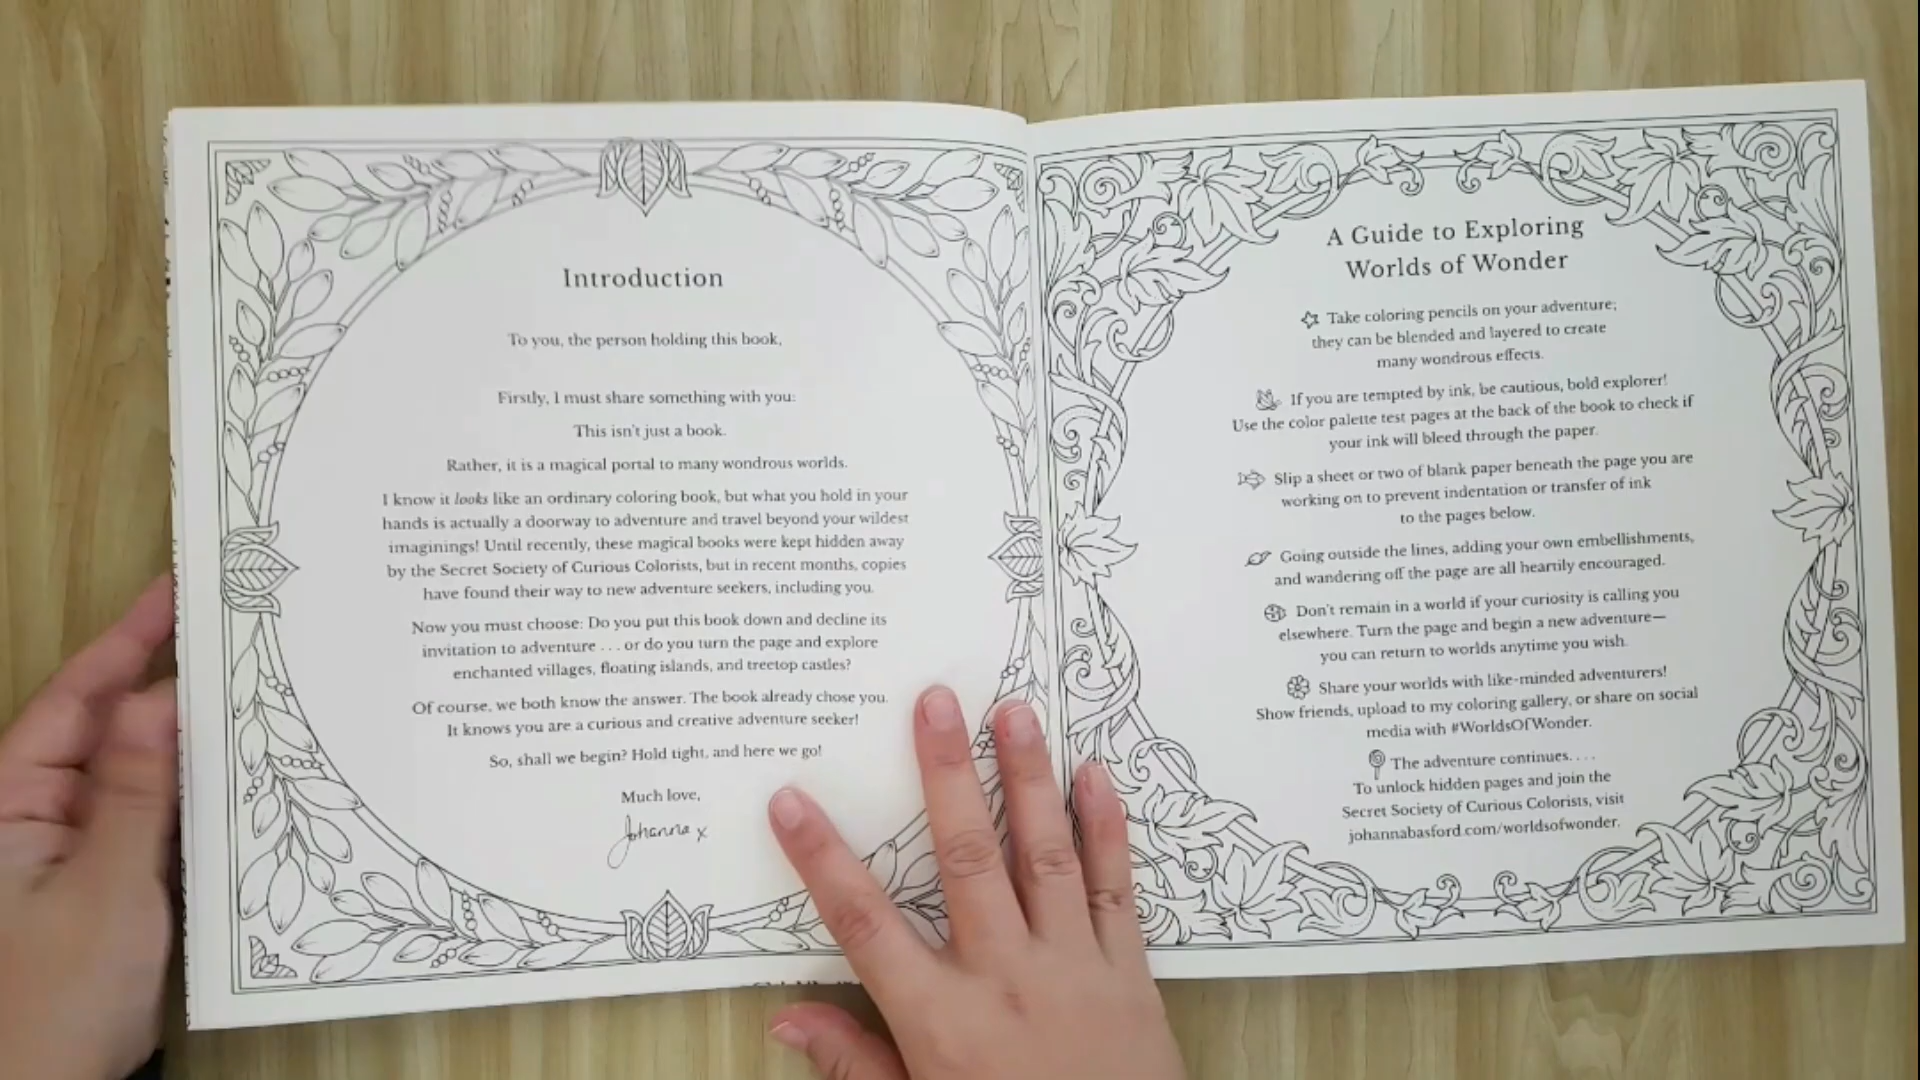 Introduction
To you, the person holding this book,
Firstly, I must share something with you:
This isn't just a book.
Rather, it is a magical portal to many wondrous worlds.
I know it looks like an ordinary coloring book, but what you hold in your
hands is actually a doorway to adventure and travel beyond your wildest
imaginings! Until recently, these magical books were kept hidden away
by the Secret Society of Curious Colorists, but in recent months, copies
have found their way to new adventure seekers, including you.
Now you must choose: Do you put this book down and decline its
invitation to adventure . . . or do you turn the page and explore
enchanted villages, floating islands, and treetop castles?
Of course, we both know the answer. The book already chose you.
It knows you are a curious and creative adventure seeker!
So, shall we begin? Hold tight, and here we go!
Much love,
Johanna x
A Guide to Exploring
Worlds of Wonder
Take coloring pencils on your adventure;
they can be blended and layered to create
many wondrous effects.
If you are tempted by ink, be cautious, bold explorer!
Use the color palette test pages at the back of the book to check if
your ink will bleed through the paper.
Slip a sheet or two of blank paper beneath the page you are
working on to prevent indentation or transfer of ink
to the pages below.
Going outside the lines, adding your own embellishments,
and wandering off the page are all heartily encouraged.
Don't remain in a world if your curiosity is calling you
elsewhere. Turn the page and begin a new adventure—
you can return to worlds anytime you wish.
Share your worlds with like-minded adventurers!
Show friends, upload to my coloring gallery, or share on social
media with #WorldsOfWonder.
The adventure continues. . . .
To unlock hidden pages and join the
Secret Society of Curious Colorists, visit
johannabasford.com/worldsofwonder.